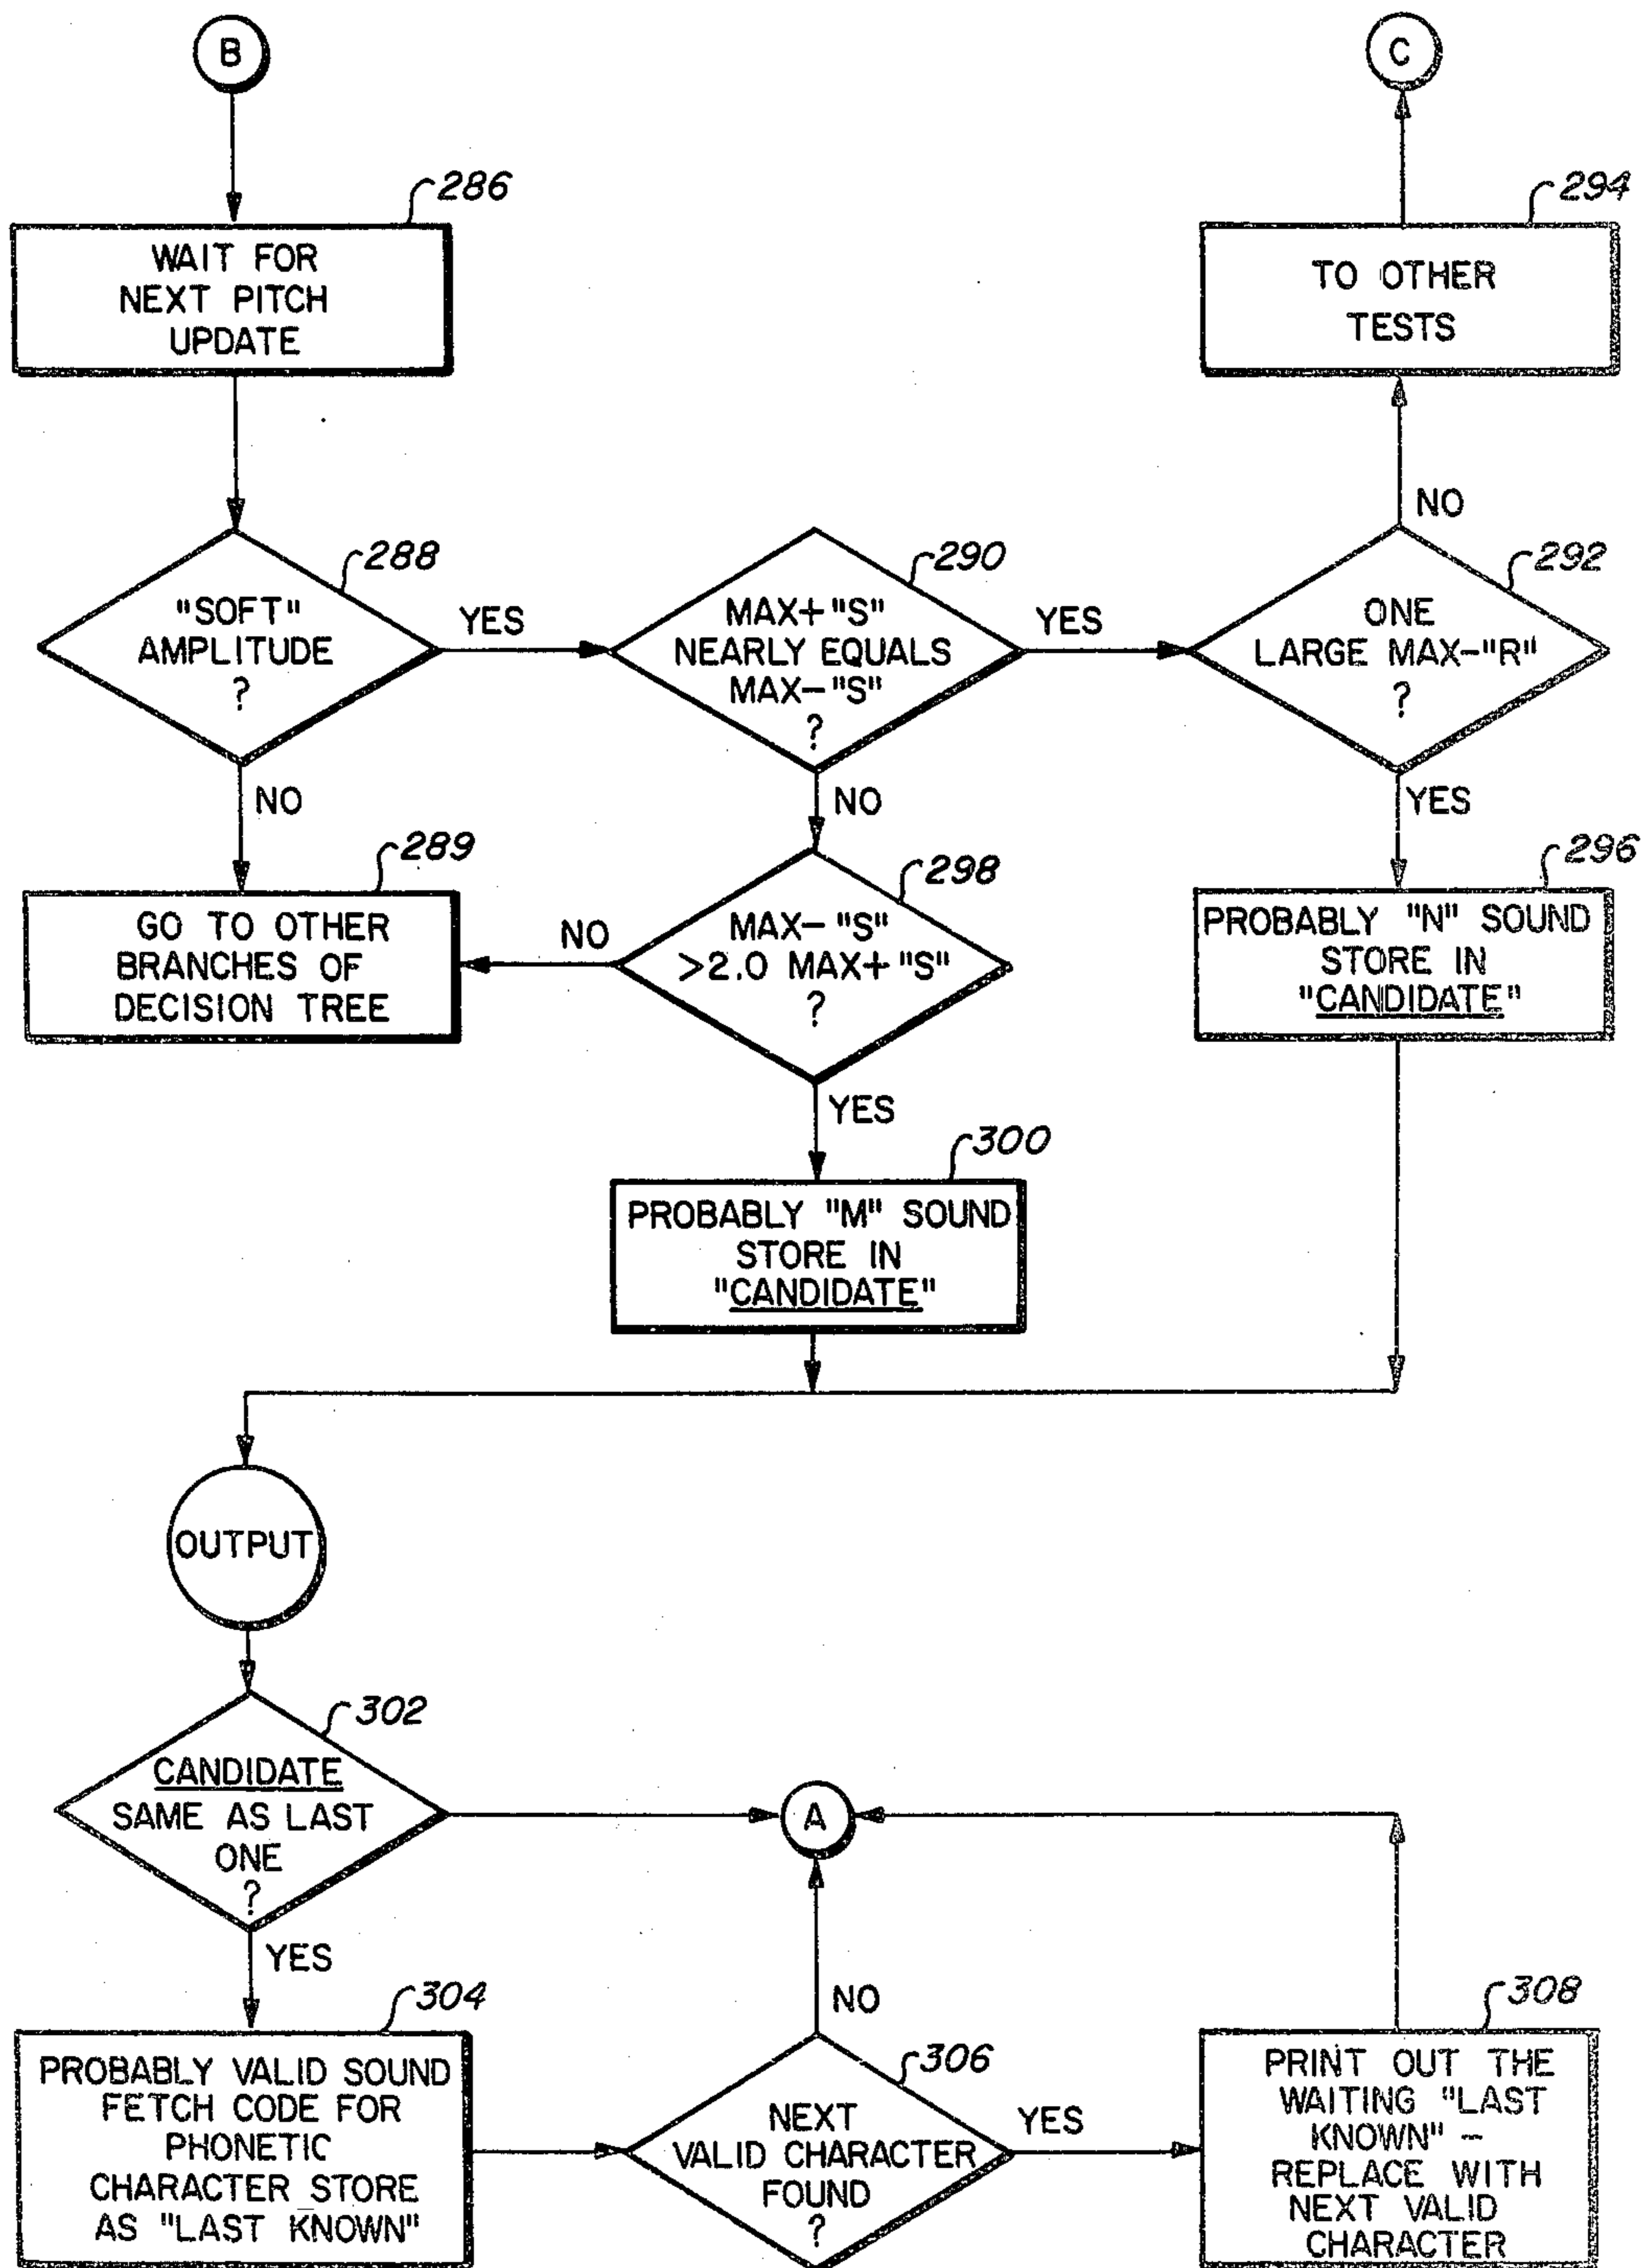 B
C
286
WAIT FOR
NEXT PITCH
UPDATE
294
TO OTHER
TESTS
NO
288
"SOFT"
AMPLITUDE
?
YES
290
MAX+"S"
NEARLY EQUALS
MAX-"S"
?
YES
292
ONE
LARGE MAX-"R"
?
NO
NO
YES
289
GO TO OTHER
BRANCHES OF
DECISION TREE
NO
298
MAX-"S"
>2.0 MAX+"S"
?
296
PROBABLY "N" SOUND
STORE IN
"CANDIDATE"
YES
300
PROBABLY "M" SOUND
STORE IN
"CANDIDATE"
OUTPUT
302
CANDIDATE
SAME AS LAST
ONE
?
A
YES
NO
304
PROBABLY VALID SOUND
FETCH CODE FOR
PHONETIC
CHARACTER STORE
AS "LAST KNOWN"
306
NEXT
VALID CHARACTER
FOUND
?
YES
308
PRINT OUT THE
WAITING "LAST
KNOWN" -
REPLACE WITH
NEXT VALID
CHARACTER